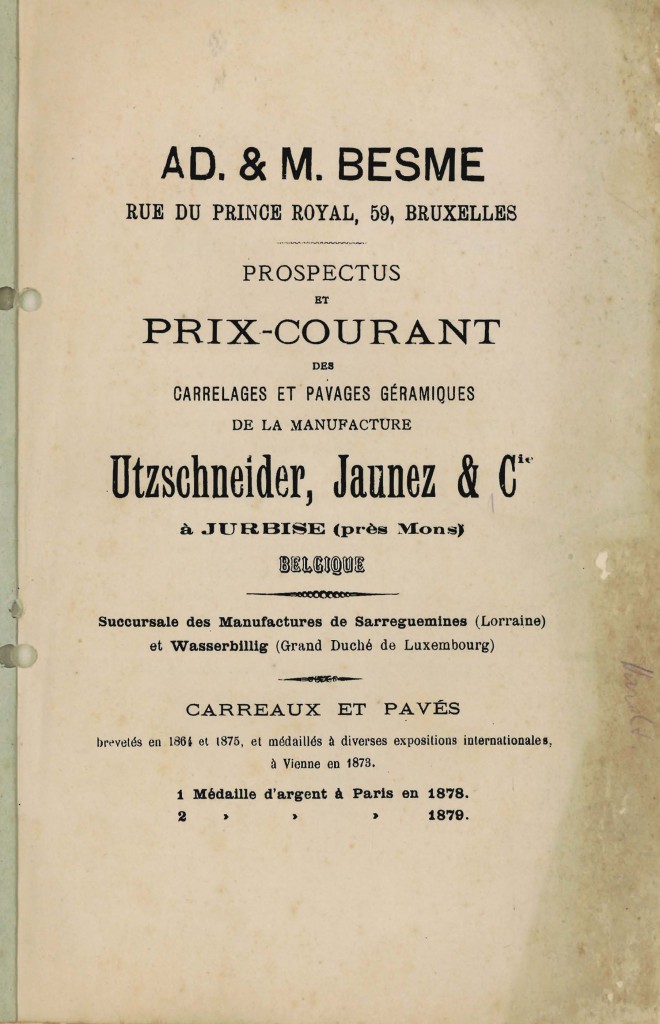 AD. & M. BESME
RUE DU PRINCE ROYAL, 59, BRUXELLES
PROSPECTUS
ET
PRIX-COURANT
DES
CARRELAGES ET PAVAGES GÉRAMIQUES
DE LA MANUFACTURE
Utzschneider, Jaunez & Cie
à JURBISE (près Mons)
BELGIQUE
Succursale des Manufactures de Sarreguemines (Lorraine)
et Wasserbillig (Grand Duché de Luxembourg)
CARREAUX ET PAVÉS
brevetés en 1864 et 1875, et médaillés à diverses expositions internationales,
à Vienne en 1873.
1 Médaille d'argent à Paris en 1878.
2 › › › 1879.